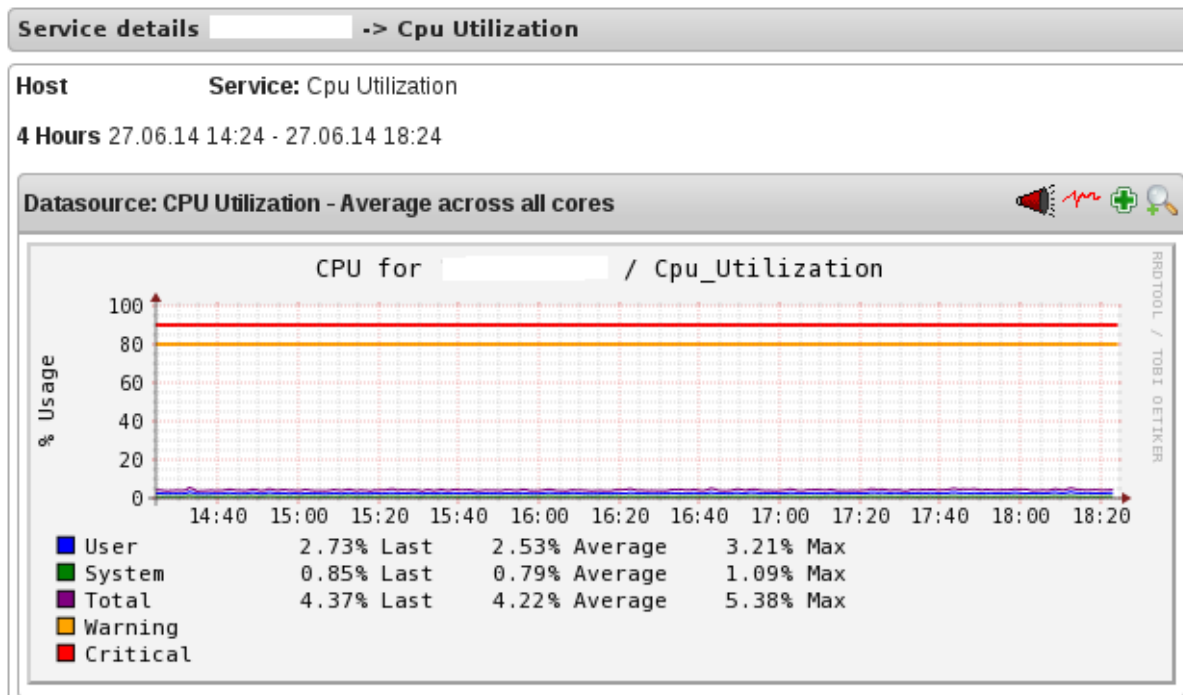 Service details -> Cpu Utilization
Host Service: Cpu Utilization
4 Hours 27.06.14 14:24 - 27.06.14 18:24
Datasource: CPU Utilization - Average across all cores
CPU for / Cpu_Utilization
RRDTOOL / TOBI OETIKER
% Usage
100
80
60
40
20
0
14:40 15:00 15:20 15:40 16:00 16:20 16:40 17:00 17:20 17:40 18:00 18:20
User 2.73% Last 2.53% Average 3.21% Max
System 0.85% Last 0.79% Average 1.09% Max
Total 4.37% Last 4.22% Average 5.38% Max
Warning
Critical